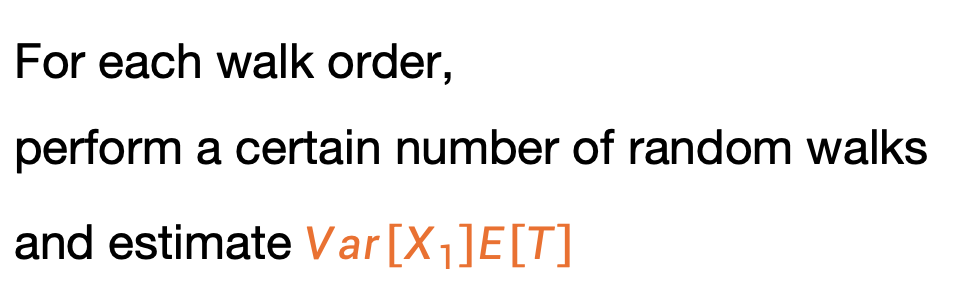 For each walk order,
perform a certain number of random walks
and estimate Var[X₁]E[T]